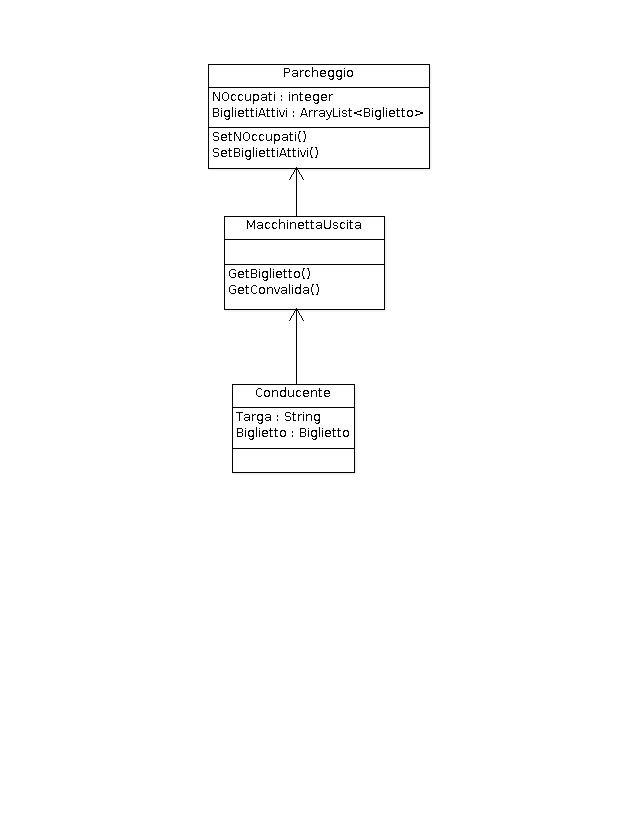 Parcheggio
NOccupati : integer
BigliettiAttivi : ArrayList<Biglietto>
SetNOccupati()
SetBigliettiAttivi()
MacchinettaUscita
GetBiglietto()
GetConvalida()
Conducente
Targa : String
Biglietto : Biglietto